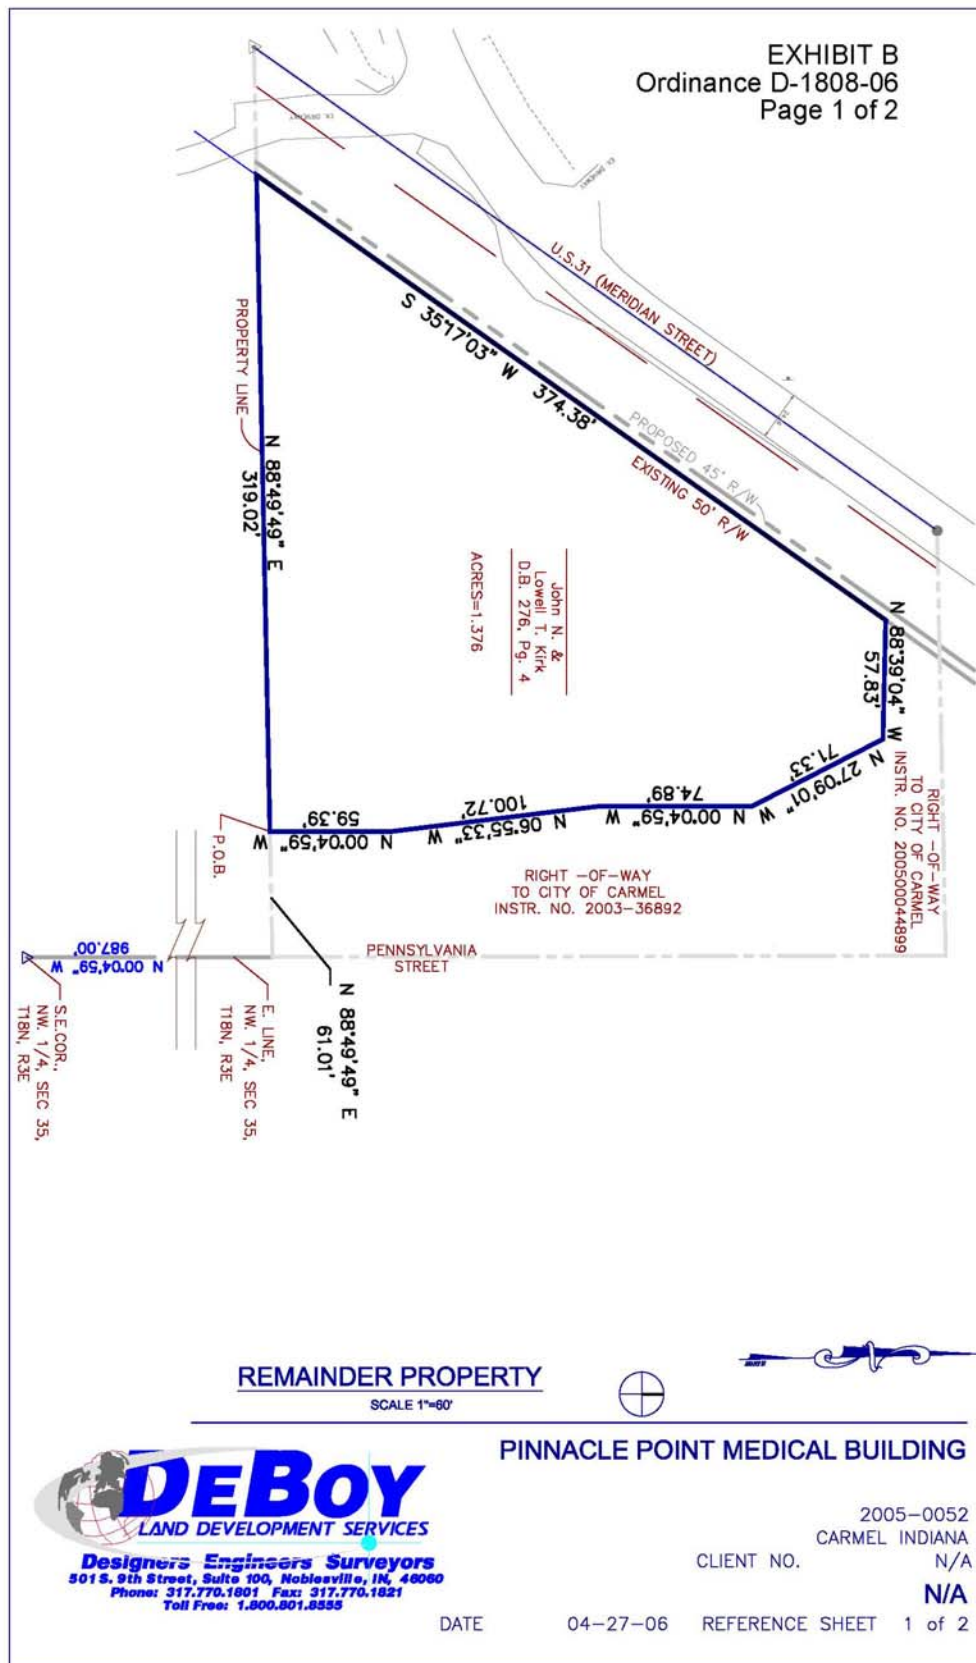 EXHIBIT B
Ordinance D-1808-06
Page 1 of 2
EX. DRIVEWAY
EX. DRIVEWAY
U.S.31 (MERIDIAN STREET)
S 35°17'03" W 374.38'
PROPOSED 45' R/W
EXISTING 50' R/W
PROPERTY LINE
N 88°49'49" E
319.02'
John N. &
Lowell T. Kirk
D.B. 276, Pg. 4
ACRES=1.376
N 88°39'04" W
57.83'
N 27°09'01" W
71.33'
RIGHT -OF-WAY
TO CITY OF CARMEL
INSTR. NO. 200500044899
N 00°04'59" W
74.89'
N 06°55'33" W
100.72'
N 00°04'59" W
59.39'
P.O.B.
RIGHT -OF-WAY
TO CITY OF CARMEL
INSTR. NO. 2003-36892
PENNSYLVANIA
STREET
N 00°04'59" W
987.00'
N 88°49'49" E
61.01'
E. LINE,
NW. 1/4, SEC 35,
T18N, R3E
S.E.COR.,
NW. 1/4, SEC 35,
T18N, R3E
REMAINDER PROPERTY
SCALE 1"=60'
PINNACLE POINT MEDICAL BUILDING
DEBOY
LAND DEVELOPMENT SERVICES
Designers Engineers Surveyors
501 S. 9th Street, Suite 100, Noblesville, IN, 46060
Phone: 317.770.1801 Fax: 317.770.1821
Toll Free: 1.800.801.8555
2005-0052
CARMEL INDIANA
CLIENT NO. N/A
N/A
DATE 04-27-06 REFERENCE SHEET 1 of 2